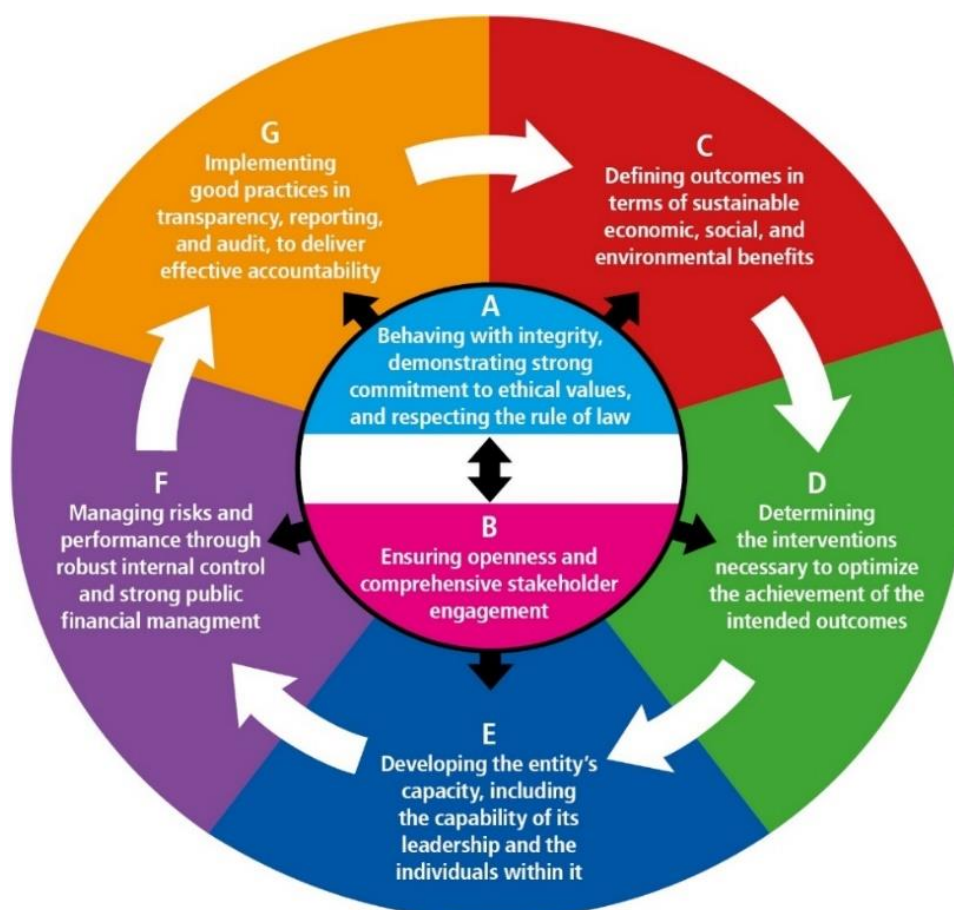 G
Implementing
good practices in
transparency, reporting,
and audit, to deliver
effective accountability
C
Defining outcomes in
terms of sustainable
economic, social, and
environmental benefits
A
Behaving with integrity,
demonstrating strong
commitment to ethical values,
and respecting the rule of law
F
Managing risks and
performance through
robust internal control
and strong public
financial managment
B
Ensuring openness and
comprehensive stakeholder
engagement
D
Determining
the interventions
necessary to optimize
the achievement of the
intended outcomes
E
Developing the entity's
capacity, including
the capability of its
leadership and the
individuals within it